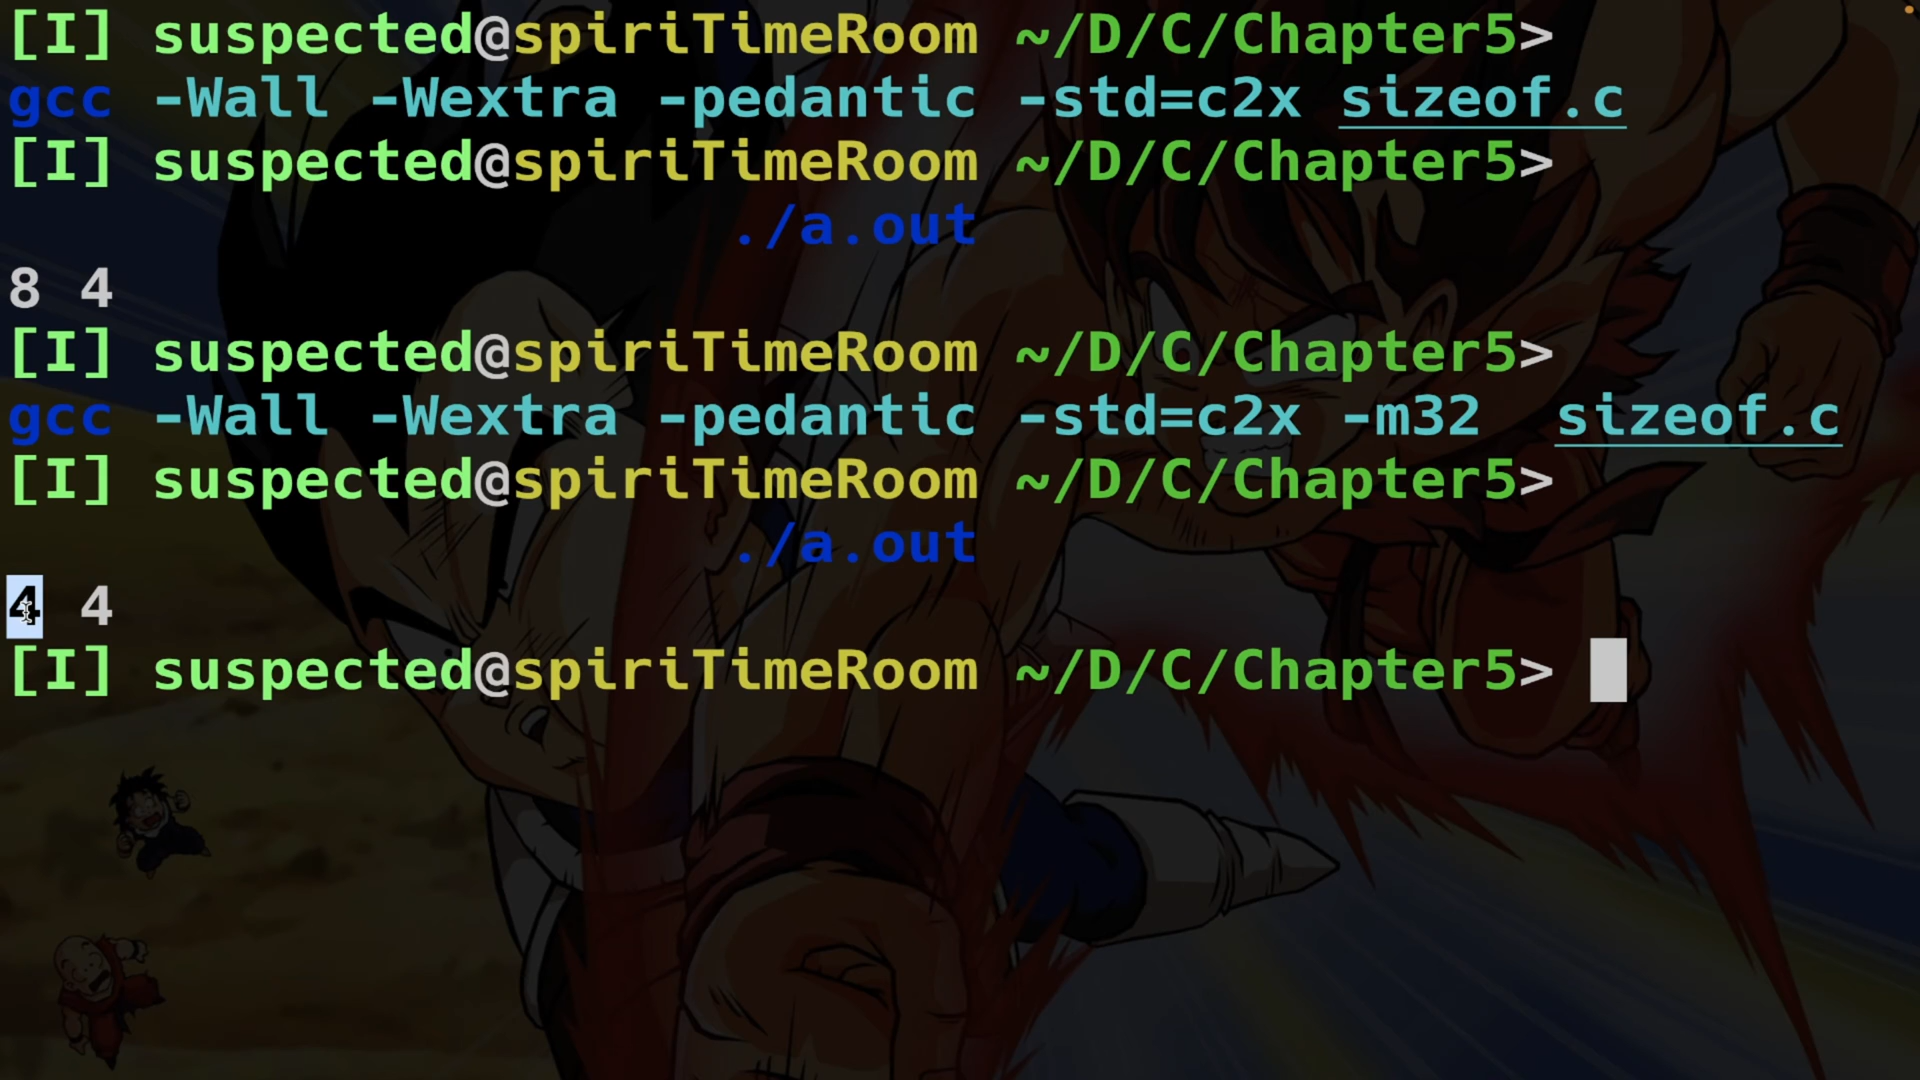 [I] suspected@spiriTimeRoom ~/D/C/Chapter5>
gcc -Wall -Wextra -pedantic -std=c2x sizeof.c
[I] suspected@spiriTimeRoom ~/D/C/Chapter5>
./a.out
8 4
[I] suspected@spiriTimeRoom ~/D/C/Chapter5>
gcc -Wall -Wextra -pedantic -std=c2x -m32  sizeof.c
[I] suspected@spiriTimeRoom ~/D/C/Chapter5>
./a.out
4 4
[I] suspected@spiriTimeRoom ~/D/C/Chapter5>